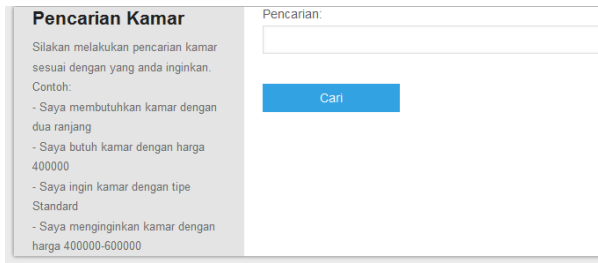 Pencarian Kamar
Silakan melakukan pencarian kamar
sesuai dengan yang anda inginkan.
Contoh:
- Saya membutuhkan kamar dengan
dua ranjang
- Saya butuh kamar dengan harga
400000
- Saya ingin kamar dengan tipe
Standard
- Saya menginginkan kamar dengan
harga 400000-600000
Pencarian:
Cari